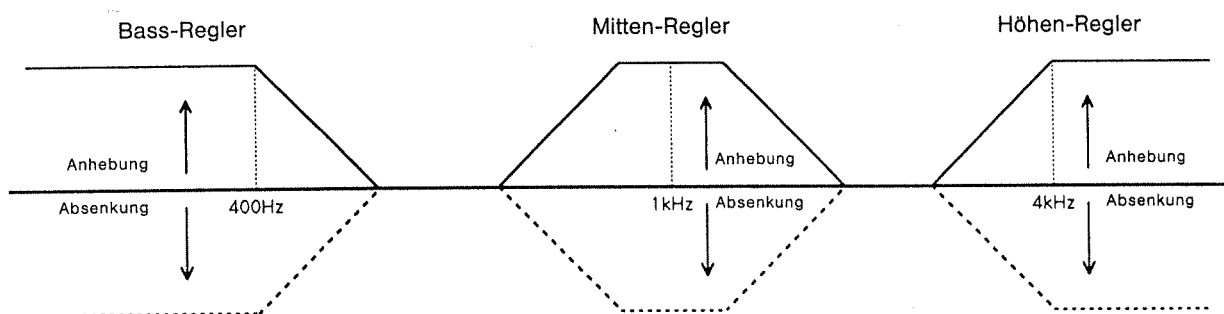 Bass-Regler
Mitten-Regler
Höhen-Regler
Anhebung
Anhebung
Anhebung
Absenkung
400Hz
1kHz
Absenkung
4kHz
Absenkung